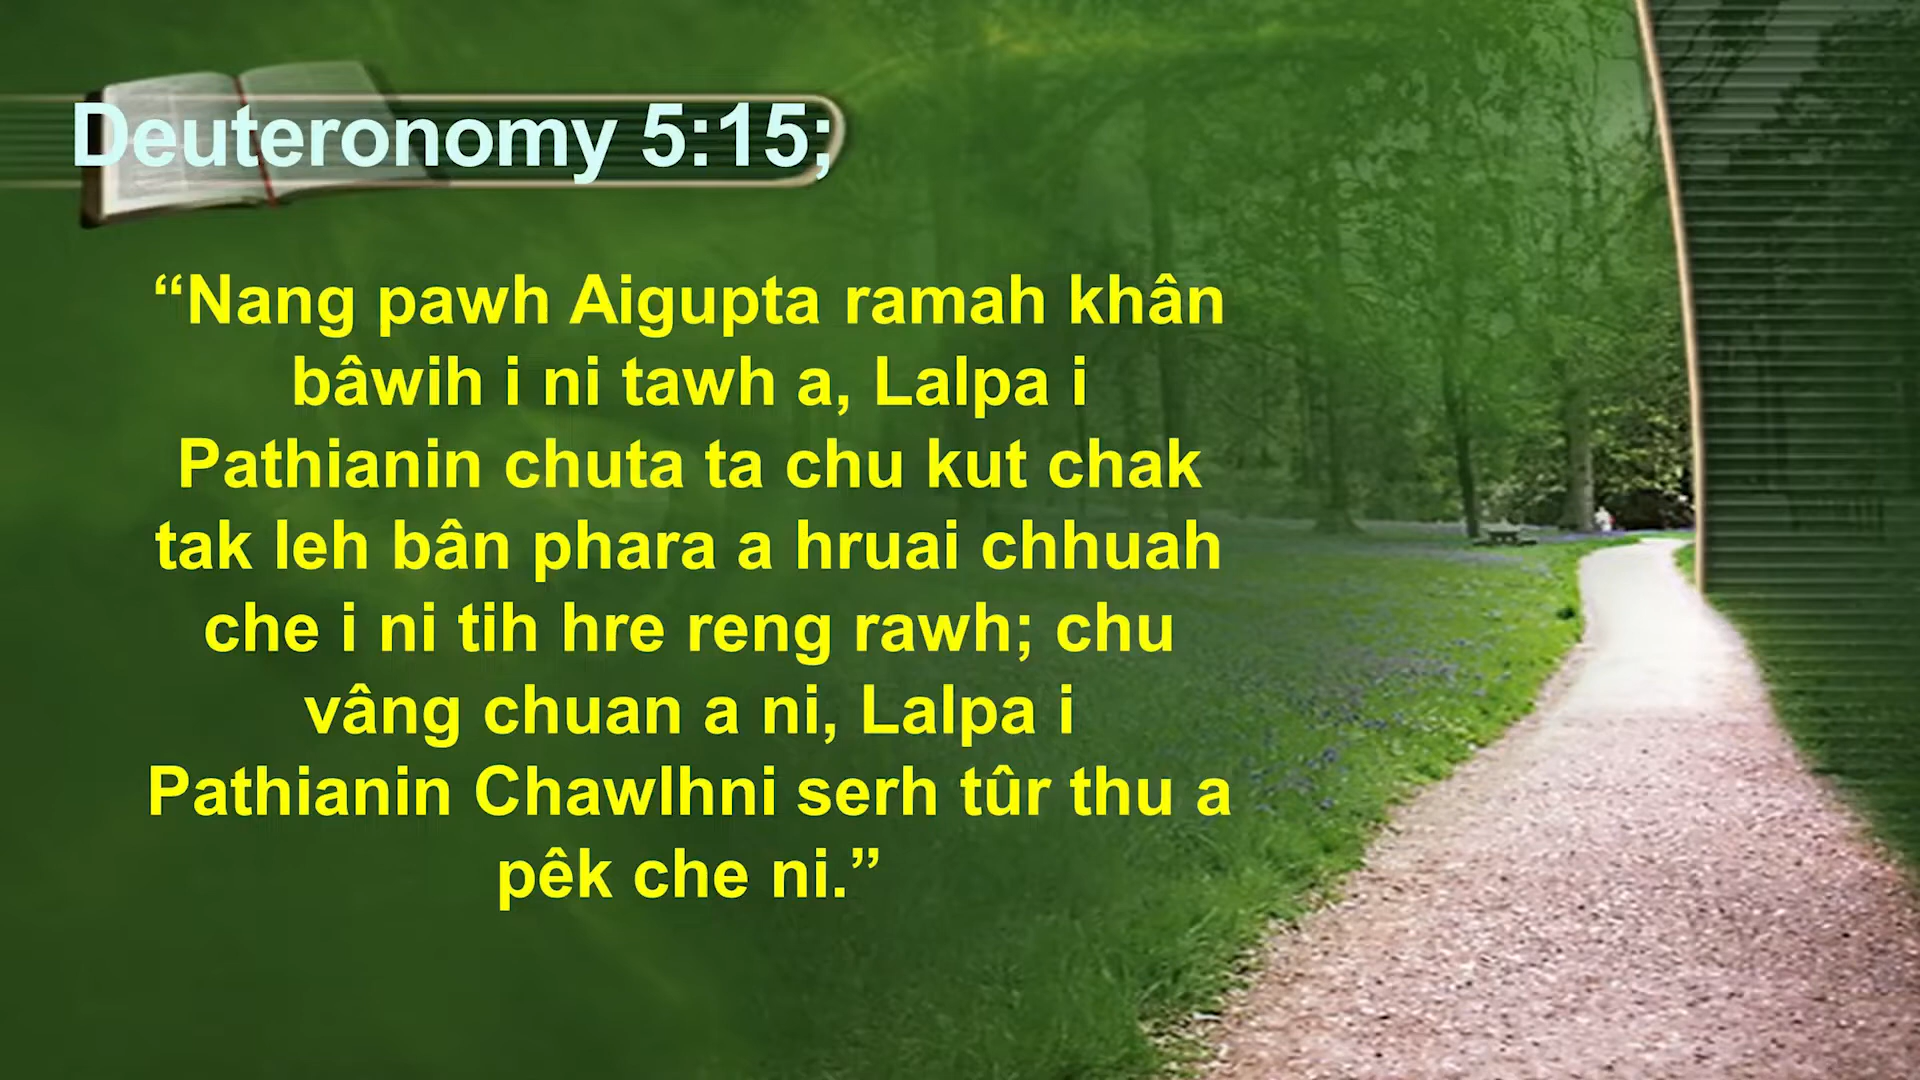 Deuteronomy 5:15;
“Nang pawh Aigupta ramah khân
bâwih i ni tawh a, Lalpa i
Pathianin chuta ta chu kut chak
tak leh bân phara a hruai chhuah
che i ni tih hre reng rawh; chu
vâng chuan a ni, Lalpa i
Pathianin Chawlhni serh tûr thu a
pêk che ni.”